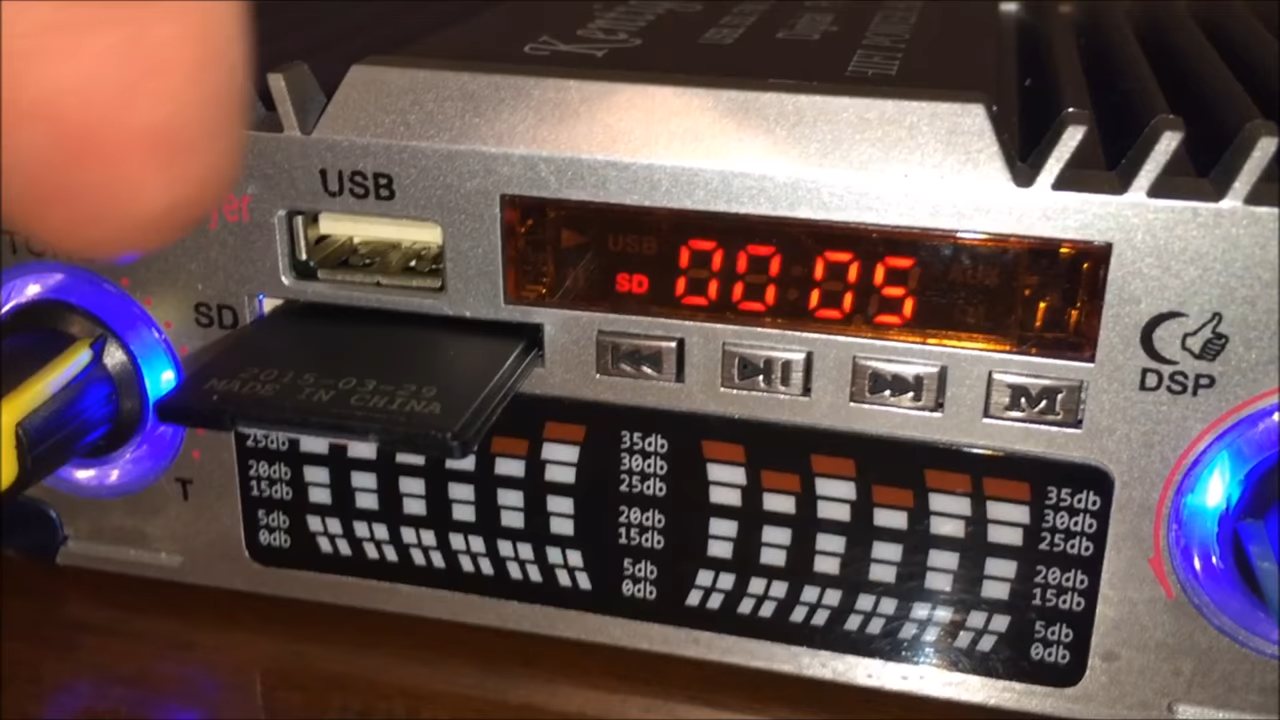 USB
USB
SD
00:05
SD
2015-03-29
MADE IN CHINA
M
DSP
T
25db
20db
15db
5db
0db
35db
30db
25db
20db
15db
5db
0db
35db
30db
25db
20db
15db
5db
0db